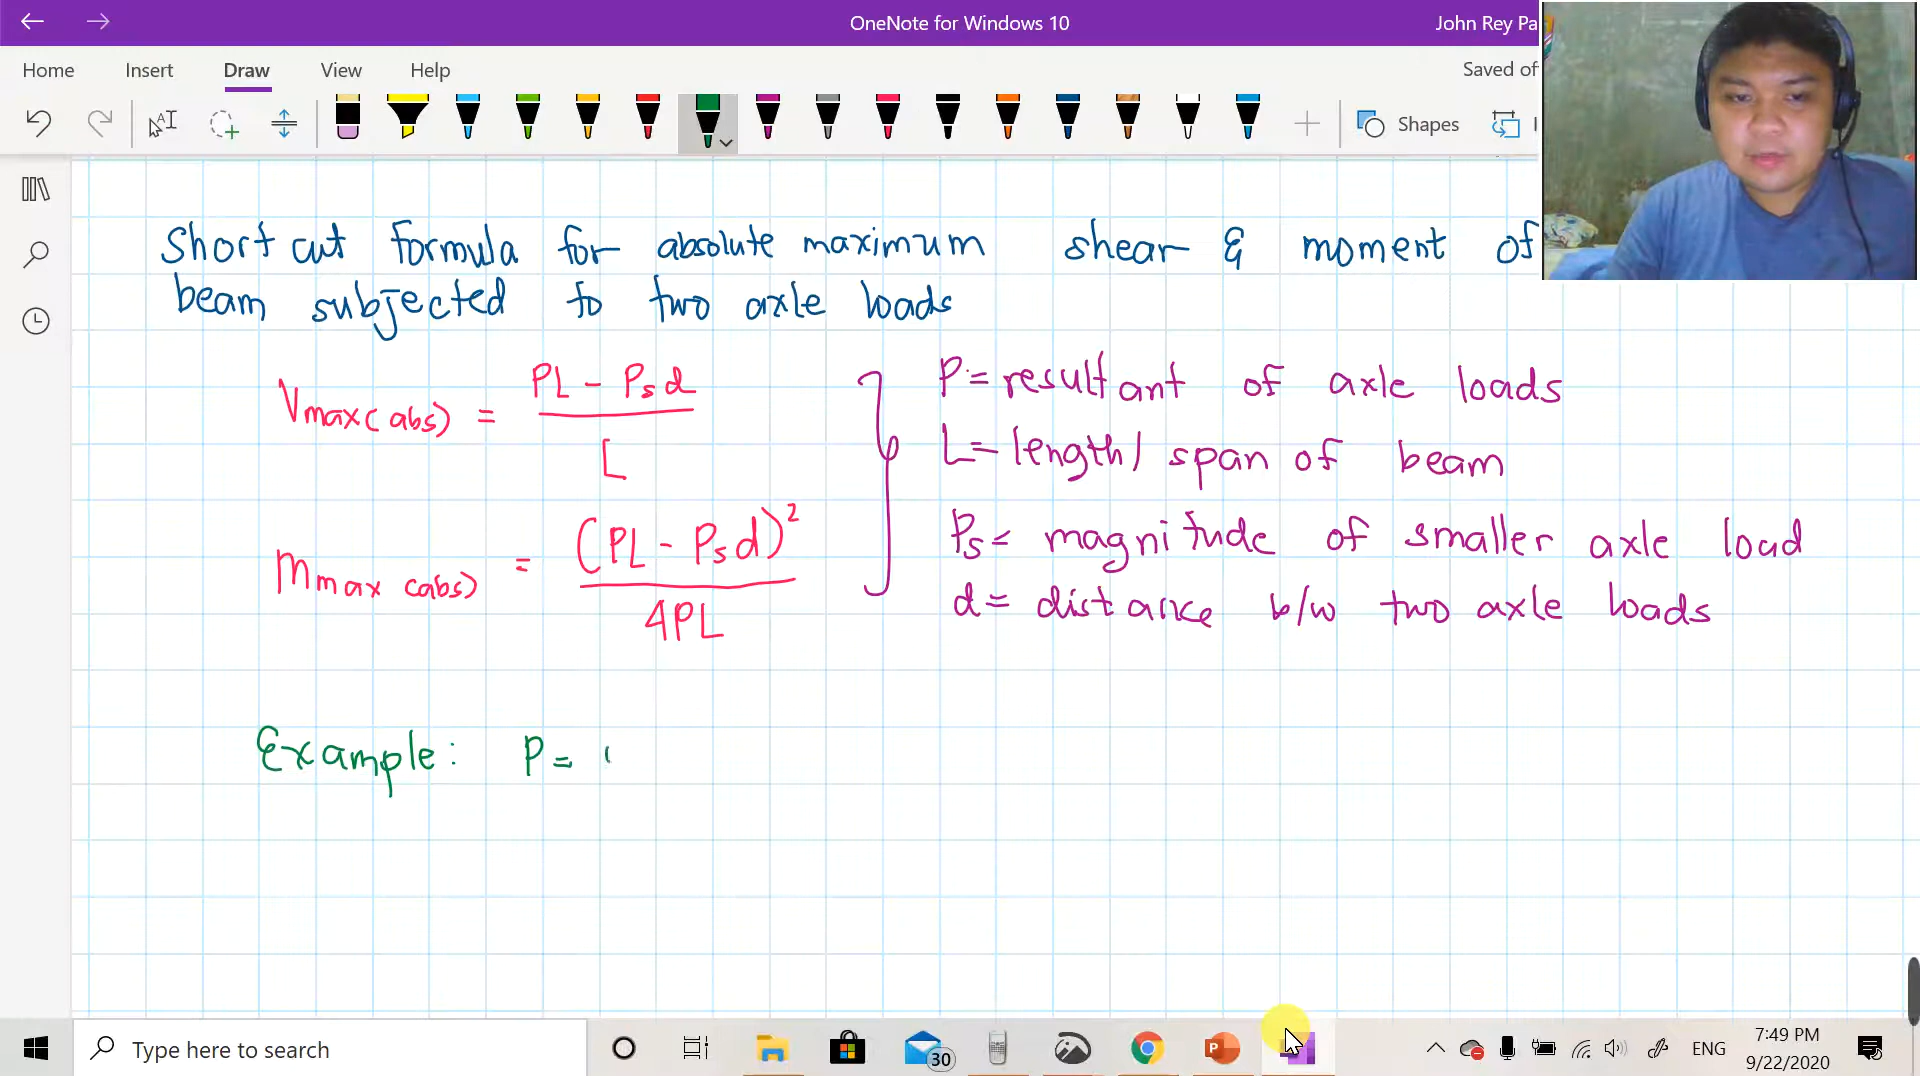 OneNote for Windows 10
John Rey Pa
Home Insert Draw View Help
Saved of
Shapes
Short cut formula for absolute maximum shear & moment of
beam subjected to two axle loads
Vmax(abs) = PL - Psd / L
P = resultant of axle loads
L = length/ span of beam
Mmax (abs) = (PL - Psd)² / 4PL
Ps = magnitude of smaller axle load
d = distance b/w two axle loads
Example: P =
Type here to search
30
P
ENG
7:49 PM
9/22/2020